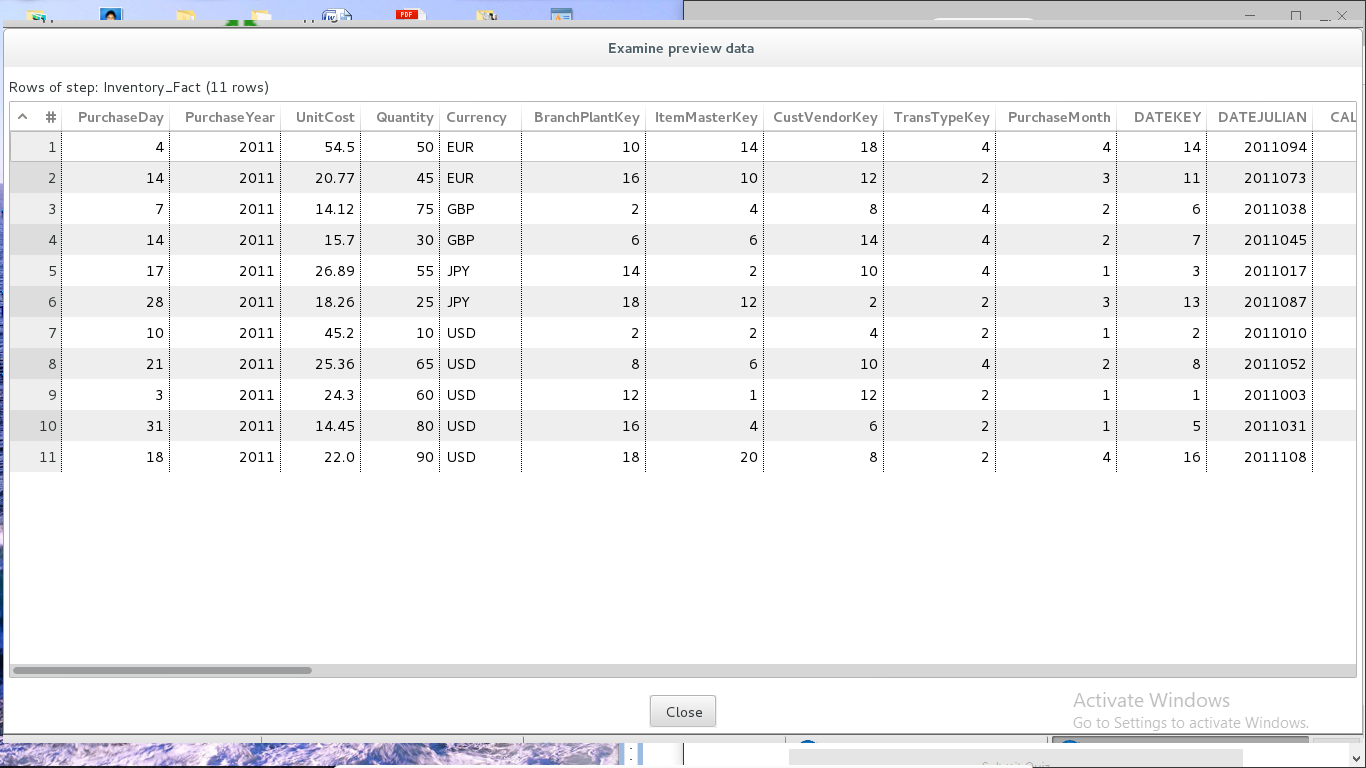 PDF
Examine preview data
Rows of step: Inventory_Fact (11 rows)
# PurchaseDay PurchaseYear UnitCost Quantity Currency BranchPlantKey ItemMasterKey CustVendorKey TransTypeKey PurchaseMonth DATEKEY DATEJULIAN CAL
1 4 2011 54.5 50 EUR 10 14 18 4 4 14 2011094
2 14 2011 20.77 45 EUR 16 10 12 2 3 11 2011073
3 7 2011 14.12 75 GBP 2 4 8 4 2 6 2011038
4 14 2011 15.7 30 GBP 6 6 14 4 2 7 2011045
5 17 2011 26.89 55 JPY 14 2 10 4 1 3 2011017
6 28 2011 18.26 25 JPY 18 12 2 2 3 13 2011087
7 10 2011 45.2 10 USD 2 2 4 2 1 2 2011010
8 21 2011 25.36 65 USD 8 6 10 4 2 8 2011052
9 3 2011 24.3 60 USD 12 1 12 2 1 1 2011003
10 31 2011 14.45 80 USD 16 4 6 2 1 5 2011031
11 18 2011 22.0 90 USD 18 20 8 2 4 16 2011108
Close
Activate Windows
Go to Settings to activate Windows.